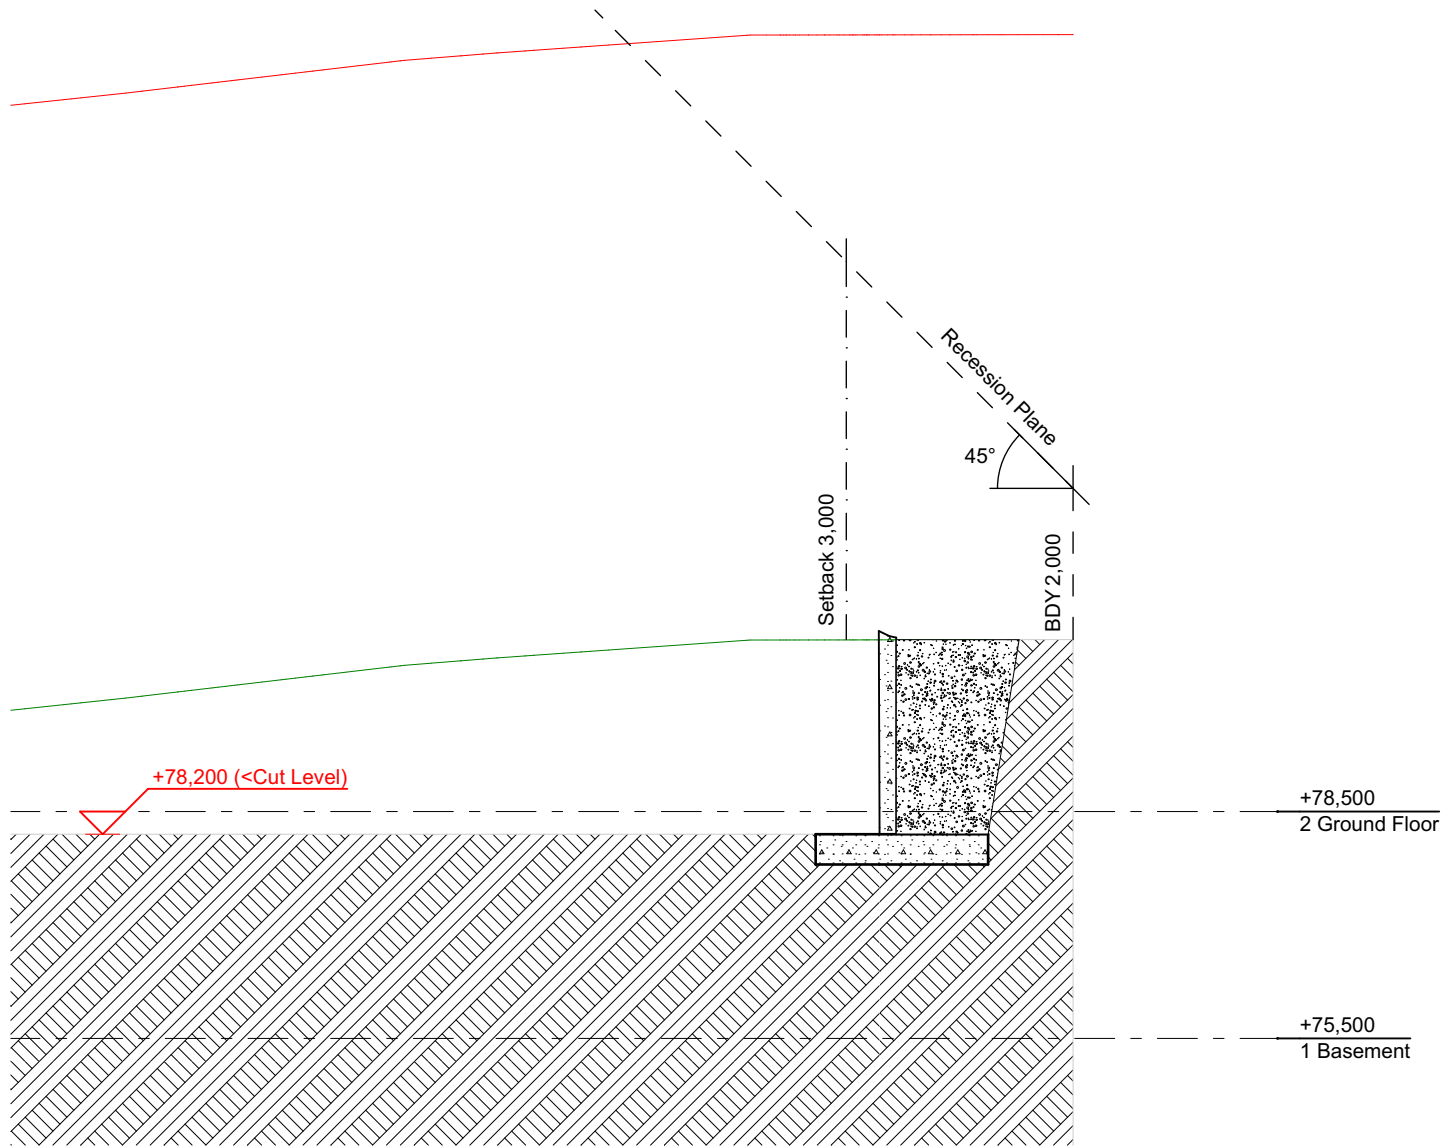 Recession Plane
45°
Setback 3,000
BDY 2,000
+78,200 (<Cut Level)
+78,500
2 Ground Floor
+75,500
1 Basement